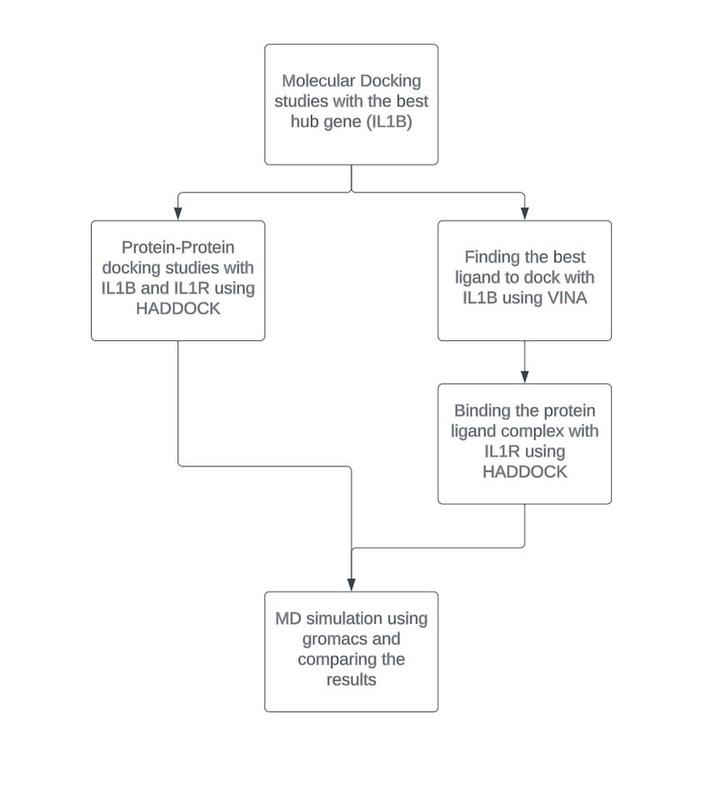 Molecular Docking
studies with the best
hub gene (IL1B)
Protein-Protein
docking studies with
IL1B and IL1R using
HADDOCK
Finding the best
ligand to dock with
IL1B using VINA
Binding the protein
ligand complex with
IL1R using
HADDOCK
MD simulation using
gromacs and
comparing the
results